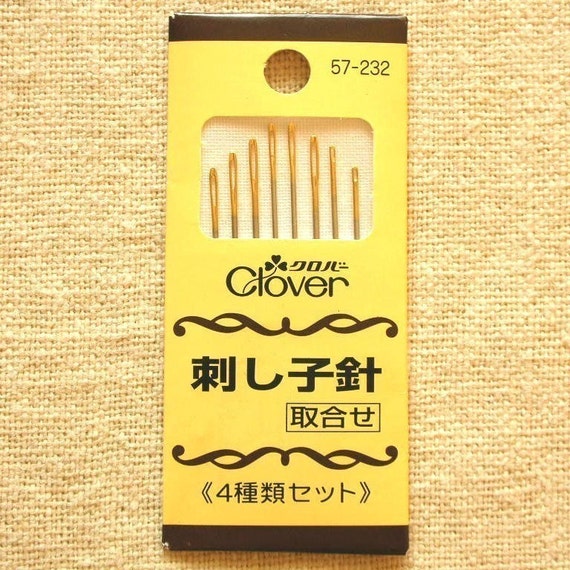 57-232
クロバー
Clover
刺し子針
取合せ
《4種類セット》